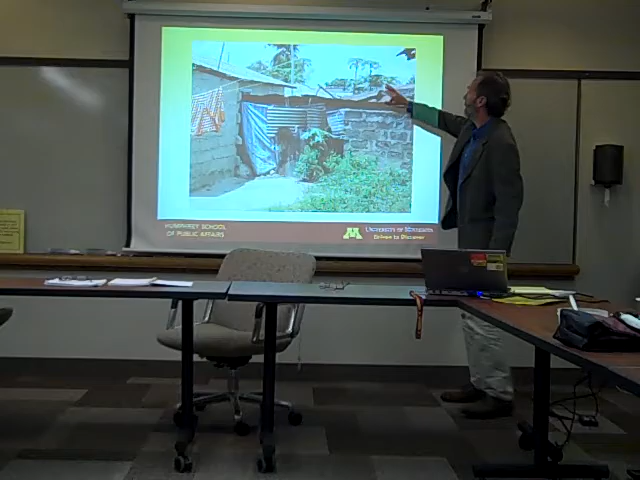 HUMPHREY SCHOOL
OF PUBLIC AFFAIRS
M
UNIVERSITY OF MINNESOTA
Driven to Discover